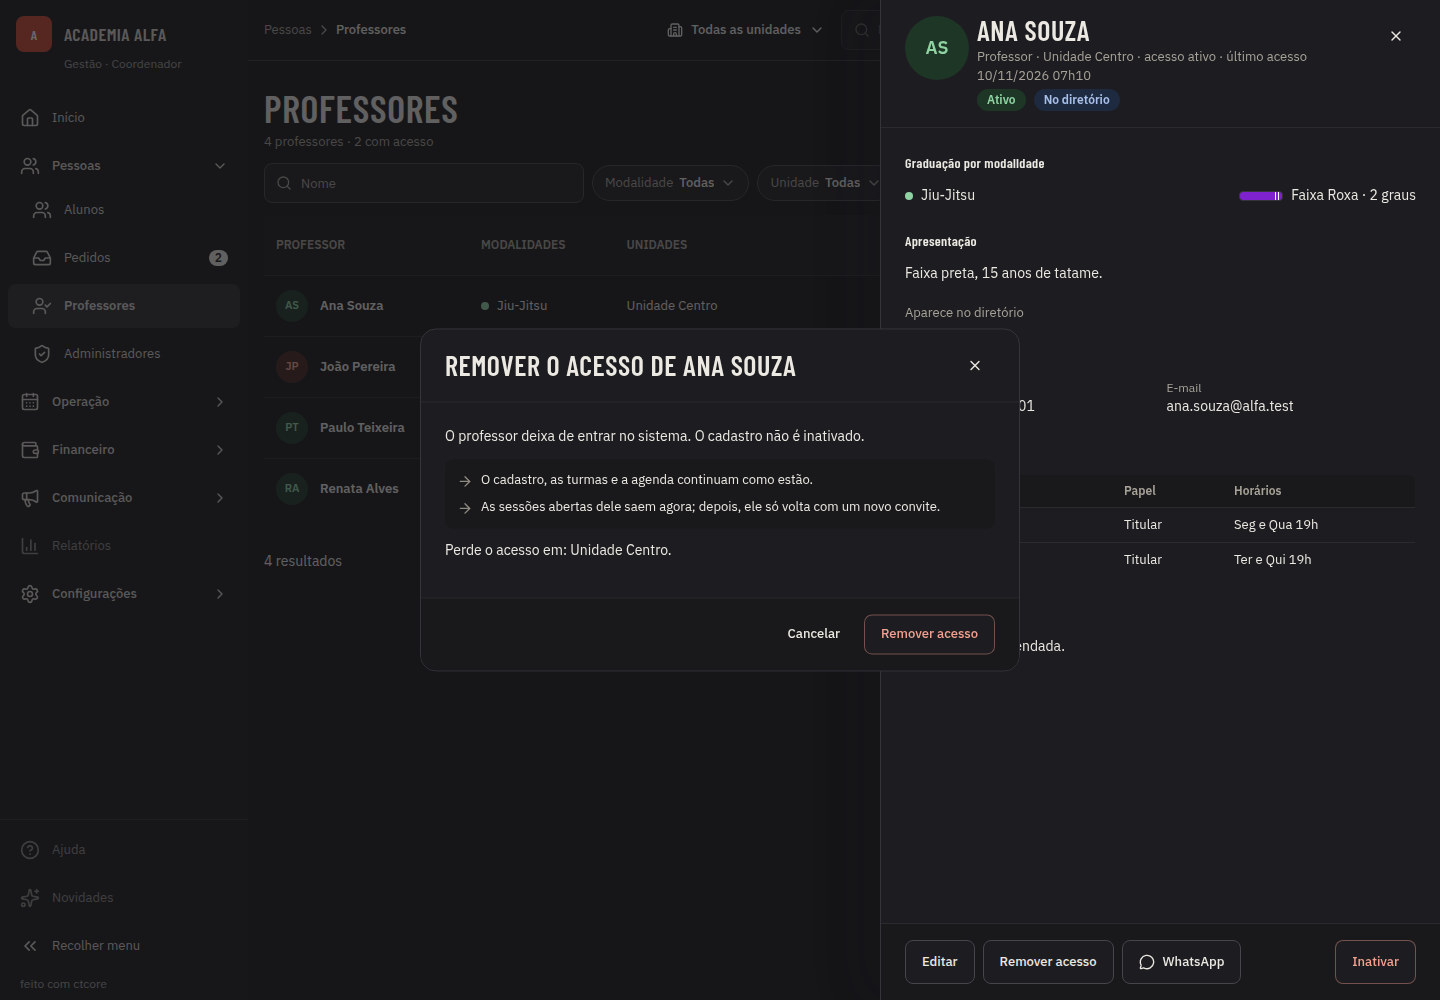 A
ACADEMIA ALFA
Gestão · Coordenador
Início
Pessoas
Alunos
Pedidos 2
Professores
Administradores
Operação
Financeiro
Comunicação
Relatórios
Configurações
Ajuda
Novidades
Recolher menu
feito com ctcore
Pessoas > Professores
Todas as unidades
PROFESSORES
4 professores · 2 com acesso
Nome
Modalidade Todas
Unidade Todas
PROFESSOR MODALIDADES UNIDADES
AS Ana Souza Jiu-Jitsu Unidade Centro
JP João Pereira
PT Paulo Teixeira
RA Renata Alves
4 resultados
REMOVER O ACESSO DE ANA SOUZA
O professor deixa de entrar no sistema. O cadastro não é inativado.
O cadastro, as turmas e a agenda continuam como estão.
As sessões abertas dele saem agora; depois, ele só volta com um novo convite.
Perde o acesso em: Unidade Centro.
Cancelar
Remover acesso
AS
ANA SOUZA
Professor · Unidade Centro · acesso ativo · último acesso
10/11/2026 07h10
Ativo
No diretório
Graduação por modalidade
Jiu-Jitsu Faixa Roxa · 2 graus
Apresentação
Faixa preta, 15 anos de tatame.
Aparece no diretório
E-mail
01 ana.souza@alfa.test
Papel Horários
Titular Seg e Qua 19h
Titular Ter e Qui 19h
endada.
Editar
Remover acesso
WhatsApp
Inativar